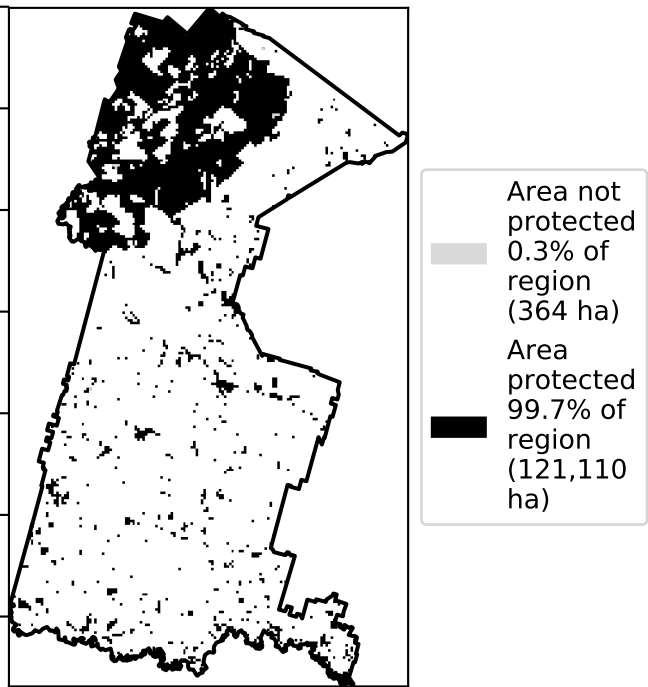 Area not
protected
0.3% of
region
(364 ha)
Area
protected
99.7% of
region
(121,110
ha)